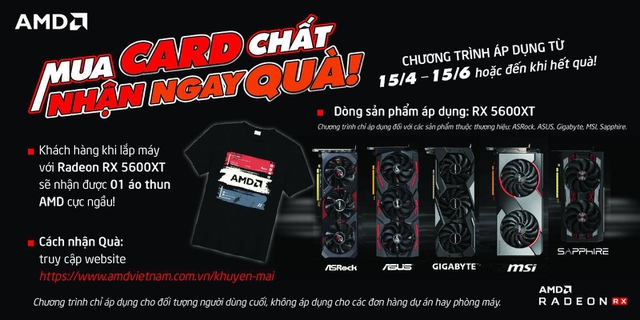 AMD
MUA CARD CHẤT
NHẬN NGAY QUÀ!
CHƯƠNG TRÌNH ÁP DỤNG TỪ
15/4 – 15/6 hoặc đến khi hết quà!
Dòng sản phẩm áp dụng: RX 5600XT
Chương trình chỉ áp dụng đối với các sản phẩm thuộc thương hiệu: ASRock, ASUS, Gigabyte, MSI, Sapphire.
Khách hàng khi lắp máy
với Radeon RX 5600XT
sẽ nhận được 01 áo thun
AMD cực ngầu!
AMD
Cách nhận Quà:
truy cập website
https://www.amdvietnam.com.vn/khuyen-mai
ASRock
ASUS
GIGABYTE™
msi
SAPPHIRE
Chương trình chỉ áp dụng cho đối tượng người dùng cuối, không áp dụng cho các đơn hàng dự án hay phòng máy.
AMD
RADEON RX